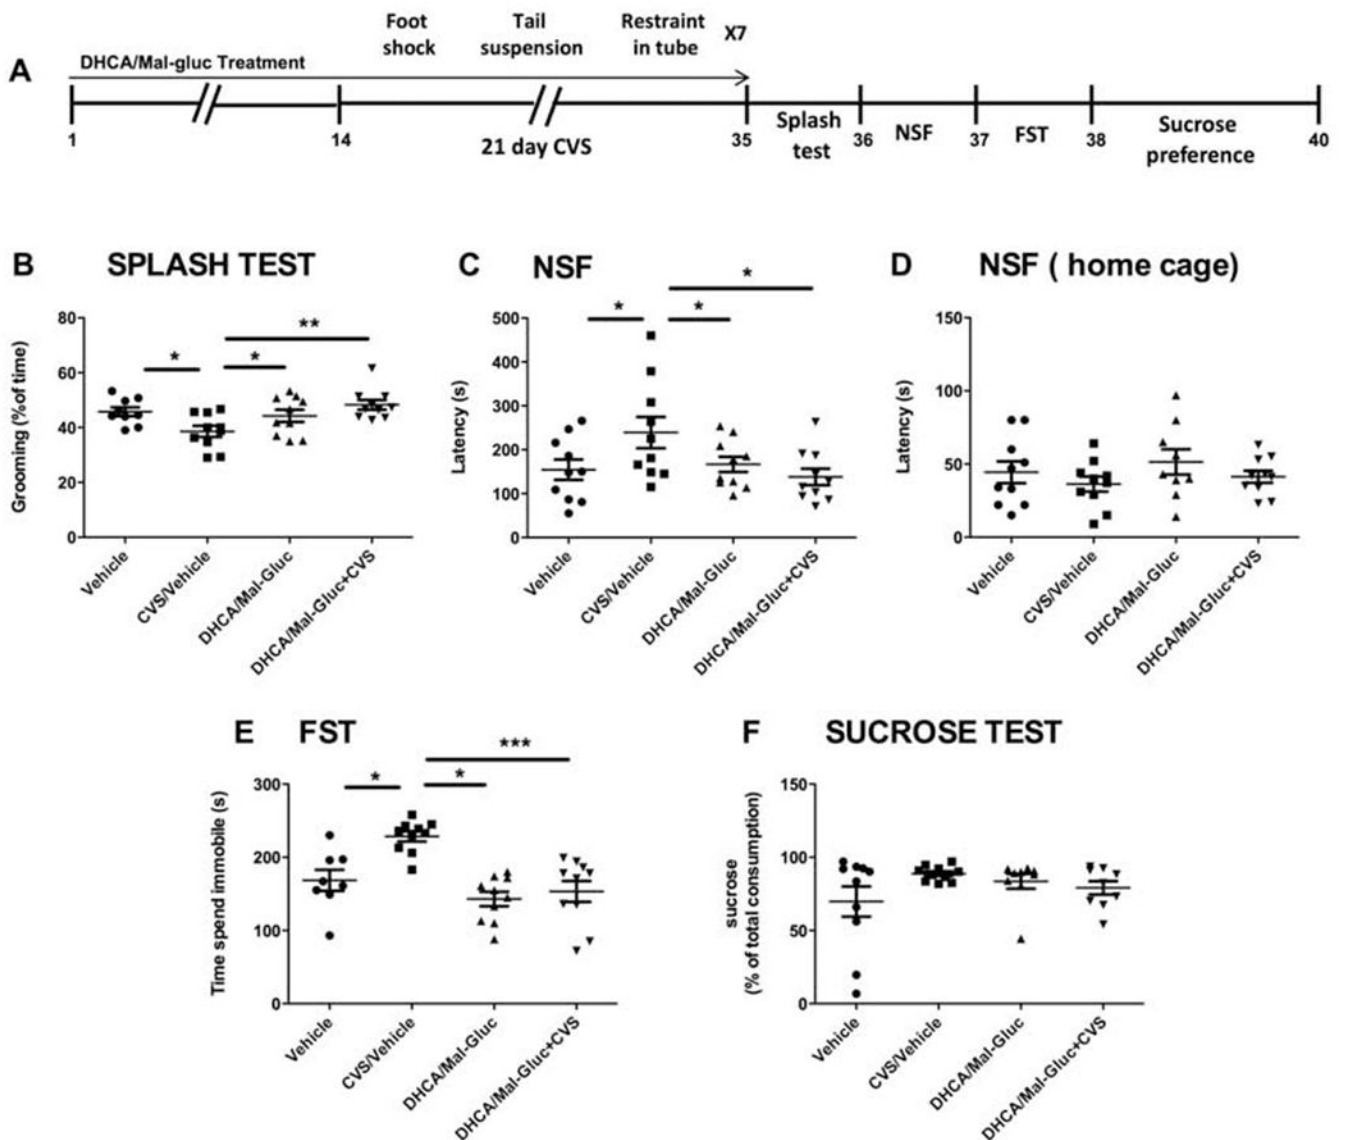 A
DHCA/Mal-gluc Treatment
Foot
shock
Tail
suspension
Restraint
in tube
X7
1
14
21 day CVS
35
Splash
test
36
NSF
37
FST
38
Sucrose
preference
40
B SPLASH TEST
Grooming (%of time)
80
60
40
20
0
*
*
**
Vehicle
CVS/Vehicle
DHCA/Mal-Gluc
DHCA/Mal-Gluc+CVS
C NSF
Latency (s)
500
400
300
200
100
0
*
*
*
Vehicle
CVS/Vehicle
DHCA/Mal-Gluc
DHCA/Mal-Gluc+CVS
D NSF ( home cage)
Latency (s)
150
100
50
0
Vehicle
CVS/Vehicle
DHCA/Mal-Gluc
DHCA/Mal-Gluc+CVS
E FST
Time spend immobile (s)
300
200
100
0
*
*
***
Vehicle
CVS/Vehicle
DHCA/Mal-Gluc
DHCA/Mal-Gluc+CVS
F SUCROSE TEST
sucrose
(% of total consumption)
150
100
50
0
Vehicle
CVS/Vehicle
DHCA/Mal-Gluc
DHCA/Mal-Gluc+CVS